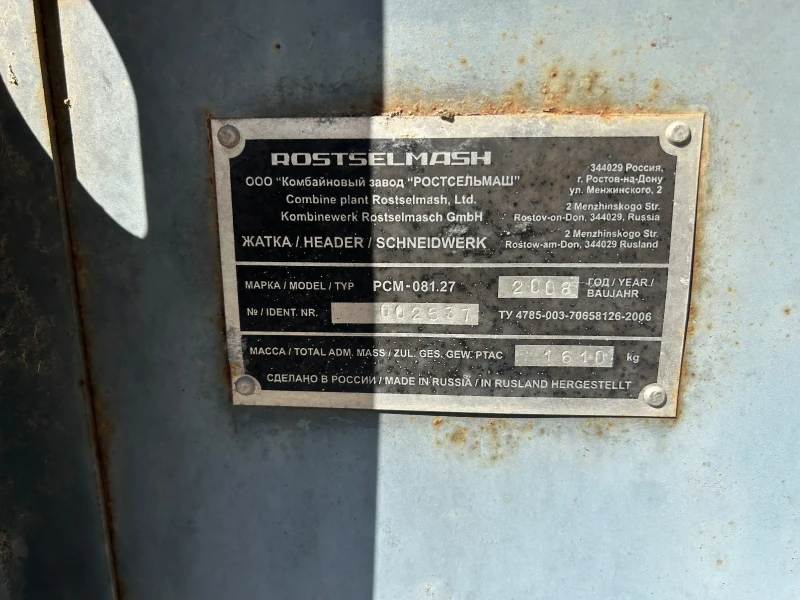 ROSTSELMASH
ООО "Комбайновый завод "РОСТСЕЛЬМАШ"
Combine plant Rostselmash, Ltd.
Kombinewerk Rostselmasch GmbH
344029 Россия,
г. Ростов-на-Дону
ул. Менжинского, 2
2 Menzhinskogo Str.
Rostov-on-Don, 344029, Russia
2 Menzhinskogo Str.
Rostow-am-Don, 344029 Rusland
ЖАТКА / HEADER / SCHNEIDWERK
МАРКА / MODEL / TYP РСМ-081.27 2008 ГОД / YEAR /
BAUJAHR
№ / IDENT. NR. 002537 ТУ 4785-003-70658126-2006
МАССА / TOTAL ADM. MASS / ZUL. GES. GEW. PTAC 1610 kg
СДЕЛАНО В РОССИИ / MADE IN RUSSIA / IN RUSLAND HERGESTELLT